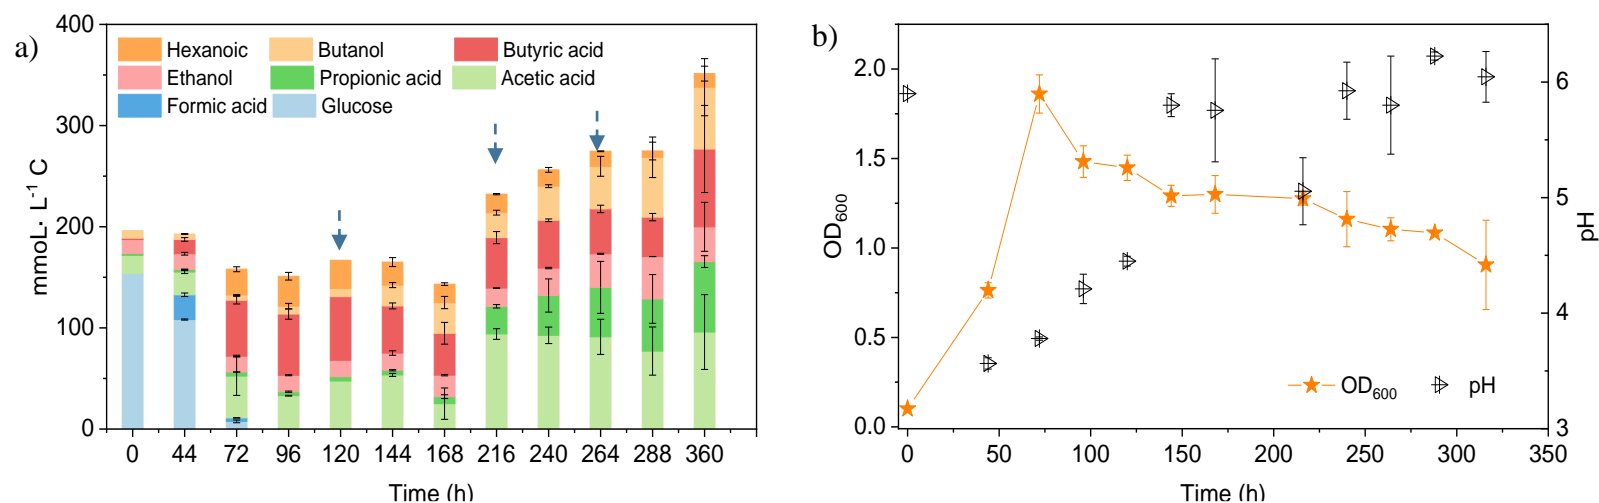 a)
400
300
200
100
0
mmoL· L⁻¹ C
Hexanoic Butanol Butyric acid
Ethanol Propionic acid Acetic acid
Formic acid Glucose
0 44 72 96 120 144 168 216 240 264 288 360
Time (h)
b)
2.0
1.5
1.0
0.5
0.0
OD₆₀₀
6
5
4
3
pH
OD₆₀₀ pH
0 50 100 150 200 250 300 350
Time (h)